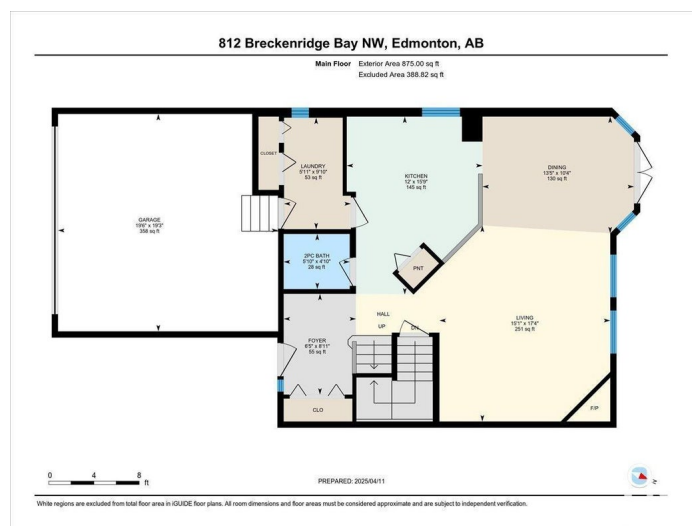 812 Breckenridge Bay NW, Edmonton, AB
Main Floor Exterior Area 875.00 sq ft
Excluded Area 388.82 sq ft
CLOSET
LAUNDRY
5'11" x 9'10"
53 sq ft
KITCHEN
12' x 15'9"
145 sq ft
DINING
13'5" x 10'4"
130 sq ft
GARAGE
19'6" x 19'2"
358 sq ft
2PC BATH
5'10" x 4'10"
28 sq ft
PNT
HALL
UP
DN
LIVING
15'1" x 17'4"
251 sq ft
FOYER
6'5" x 8'11"
55 sq ft
CLO
F/P
0 4 8
ft
PREPARED: 2025/04/11
N
White regions are excluded from total floor area in iGUIDE floor plans. All room dimensions and floor areas must be considered approximate and are subject to independent verification.